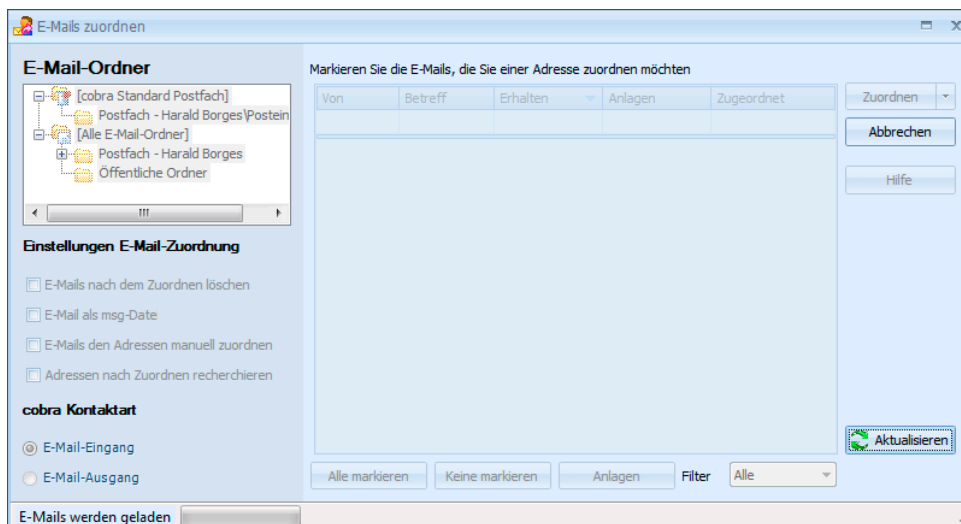 E-Mails zuordnen
E-Mail-Ordner
[cobra Standard Postfach]
Postfach - Harald Borges\Postein
[Alle E-Mail-Ordner]
Postfach - Harald Borges
Öffentliche Ordner
Einstellungen E-Mail-Zuordnung
E-Mails nach dem Zuordnen löschen
E-Mail als msg-Date
E-Mails den Adressen manuell zuordnen
Adressen nach Zuordnen recherchieren
cobra Kontaktart
E-Mail-Eingang
E-Mail-Ausgang
E-Mails werden geladen
Markieren Sie die E-Mails, die Sie einer Adresse zuordnen möchten
Von Betreff Erhalten Anlagen Zugeordnet
Alle markieren Keine markieren Anlagen Filter Alle
Zuordnen
Abbrechen
Hilfe
Aktualisieren